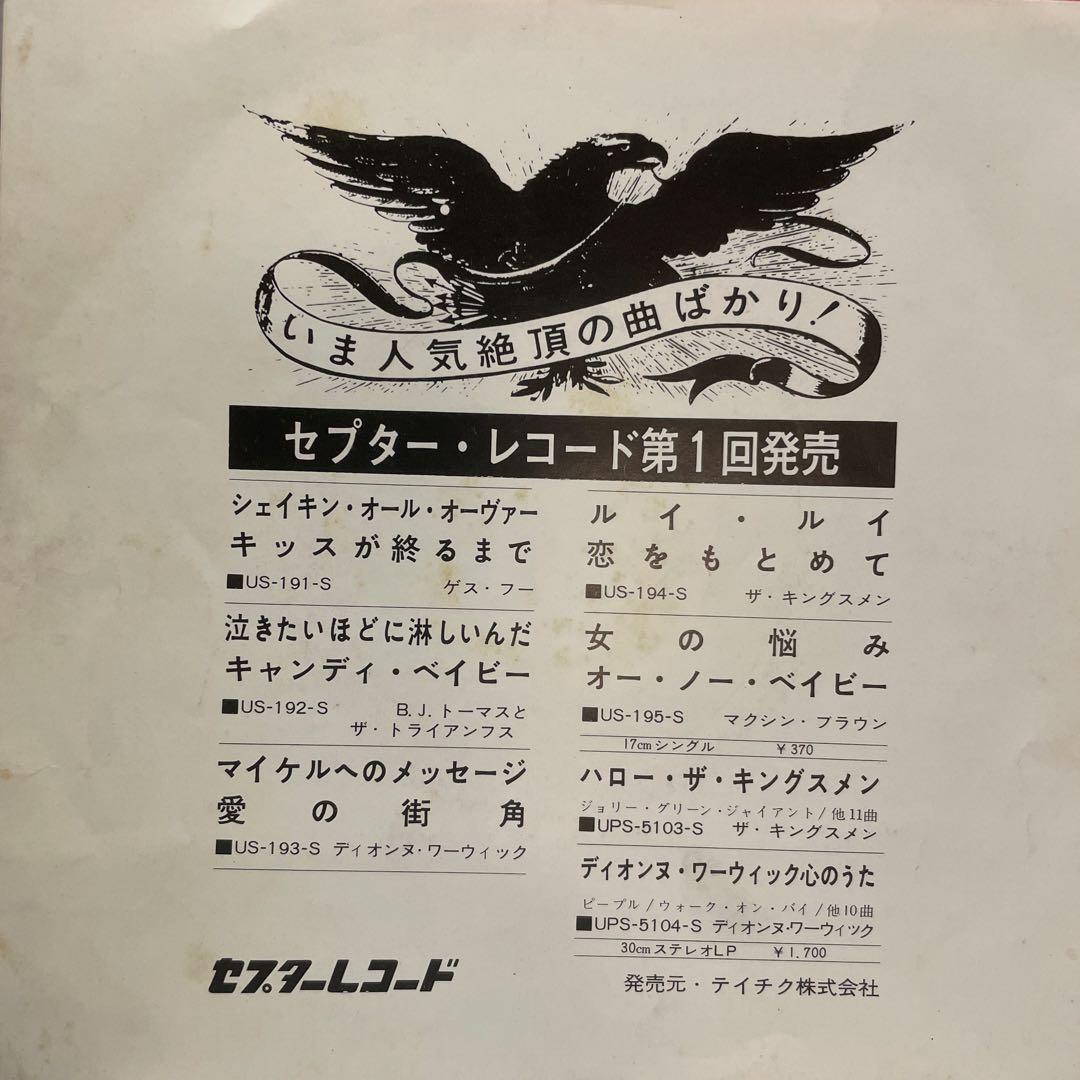 いま人気絶頂の曲ばかり!
セプター・レコード第1回発売
シェイキン・オール・オーヴァー
キッスが終るまで
■US-191-S ゲス・フー
泣きたいほどに淋しいんだ
キャンディ・ベイビー
■US-192-S B.J.トーマスと
ザ・トライアンフス
マイケルへのメッセージ
愛の街角
■US-193-S ディオンヌ・ワーウィック
ルイ・ルイ
恋をもとめて
■US-194-S ザ・キングスメン
女の悩み
オー・ノー・ベイビー
■US-195-S マクシン・ブラウン
17cmシングル ¥370
ハロー・ザ・キングスメン
ジョリー・グリーン・ジャイアント/他11曲
■UPS-5103-S ザ・キングスメン
ディオンヌ・ワーウィック心のうた
ピープル/ウォーク・オン・バイ/他10曲
■UPS-5104-S ディオンヌ・ワーウィック
30cmステレオLP ¥1.700
セプターレコード
発売元・テイチク株式会社